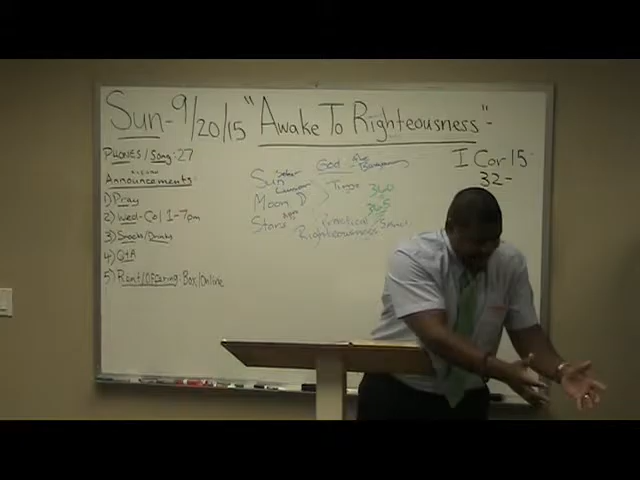 Sun-9/20/15 "Awake To Righteousness"-
PHONES/Song: 27
Announcements
1) Pray
2) Wed-Col 1-7pm
3) Snacks/Drinks
4) Q+A
5) Rent/Offering: Box/Online
God
Sun
Moon
Stars
Times
360
365
Practical
Righteousness
I Cor 15:
32-